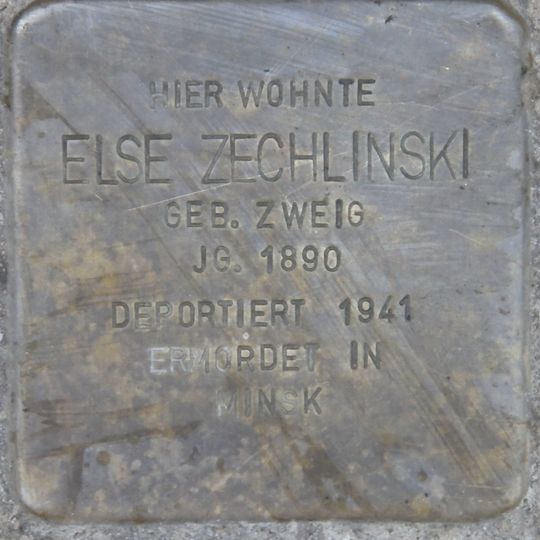 HIER WOHNTE
ELSE ZECHLINSKI
GEB. ZWEIG
JG. 1890
DEPORTIERT 1941
ERMORDET IN
MINSK